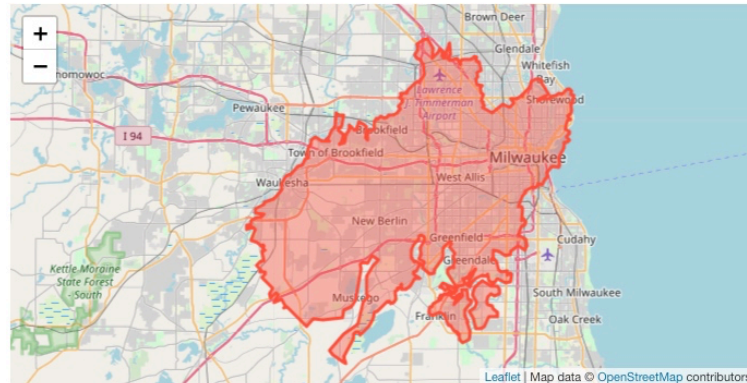 +
Brown Deer
Glendale
−
Whitefish
Bay
nomowoc
Lawrence
Timmerman
Airport
Shorewood
Pewaukee
I 94
Brookfield
Town of Brookfield
Milwaukee
Waukesha
West Allis
New Berlin
Greenfield
Cudahy
Greendale
Kettle Moraine
State Forest
- South
Muskego
South Milwaukee
Franklin
Oak Creek
Leaflet | Map data © OpenStreetMap contributors